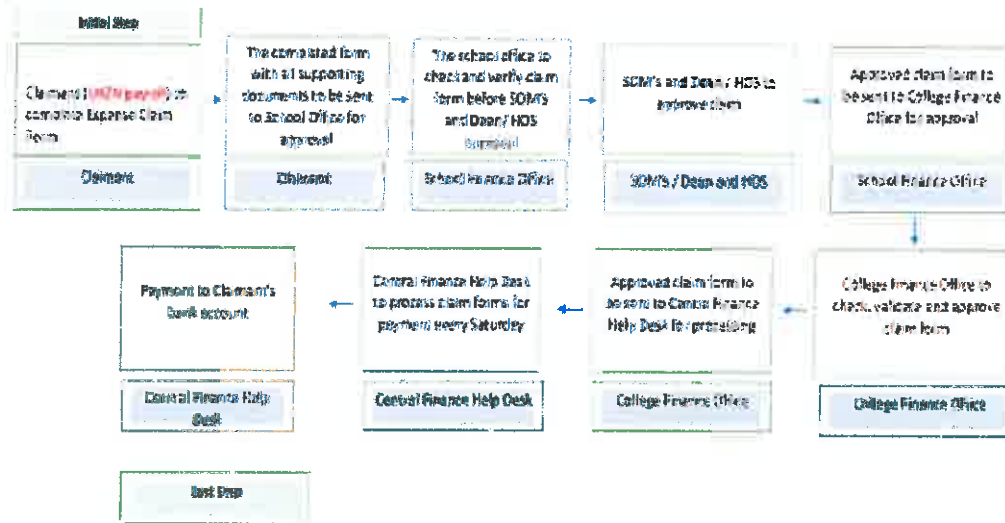 Initial Step
Claimant (UKZN payroll) to
complete Expense Claim
Form
Claimant
The completed form
with all supporting
documents to be sent
to School Office for
approval
Claimant
The school office to
check and verify claim
form before SOM's
and Dean/ HOS
approval
School Finance Office
SOM's and Dean/ HOS to
approve claim
SOM's / Dean and HOS
Approved claim form to
be sent to College Finance
Office for approval
School Finance Office
College Finance Office to
check, validate and approve
claim form
College Finance Office
Approved claim form to
be sent to Central Finance
Help Desk for processing
College Finance Office
Central Finance Help Desk
to process claim forms for
payment every Saturday
Central Finance Help Desk
Payment to Claimant's
bank account
Central Finance Help
Desk
Last Step